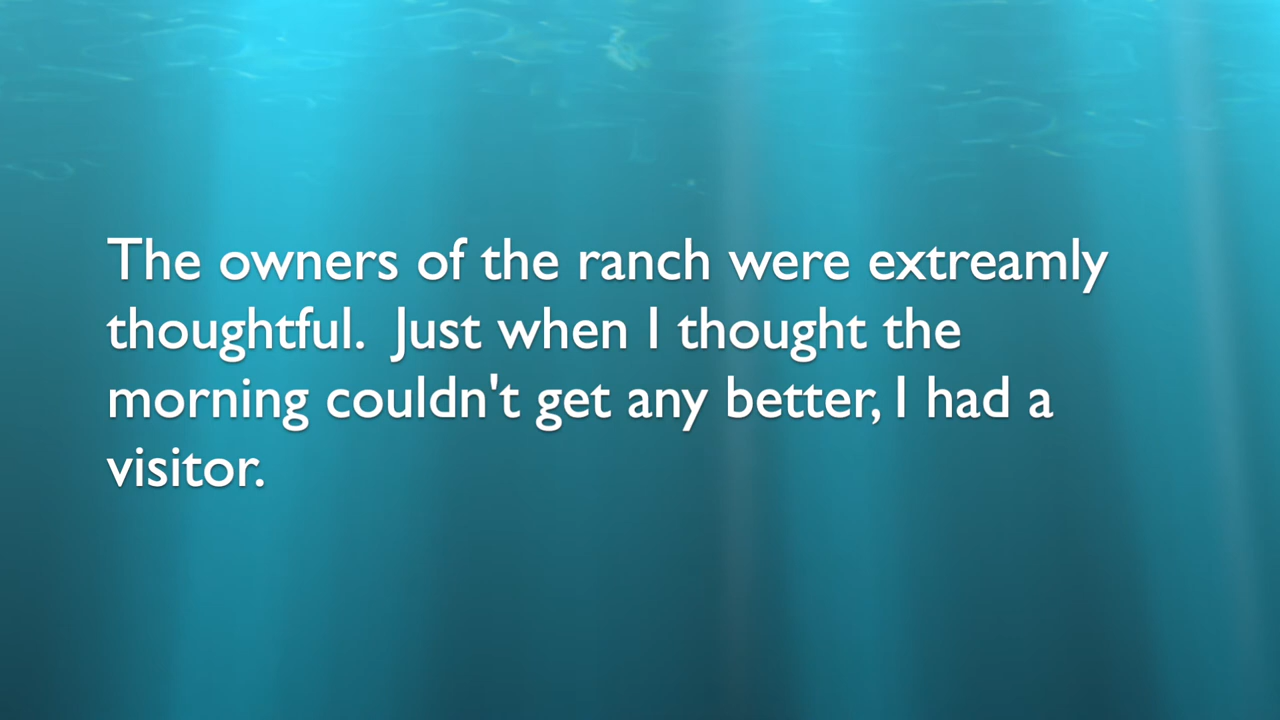 The owners of the ranch were extreamly
thoughtful.  Just when I thought the
morning couldn't get any better, I had a
visitor.